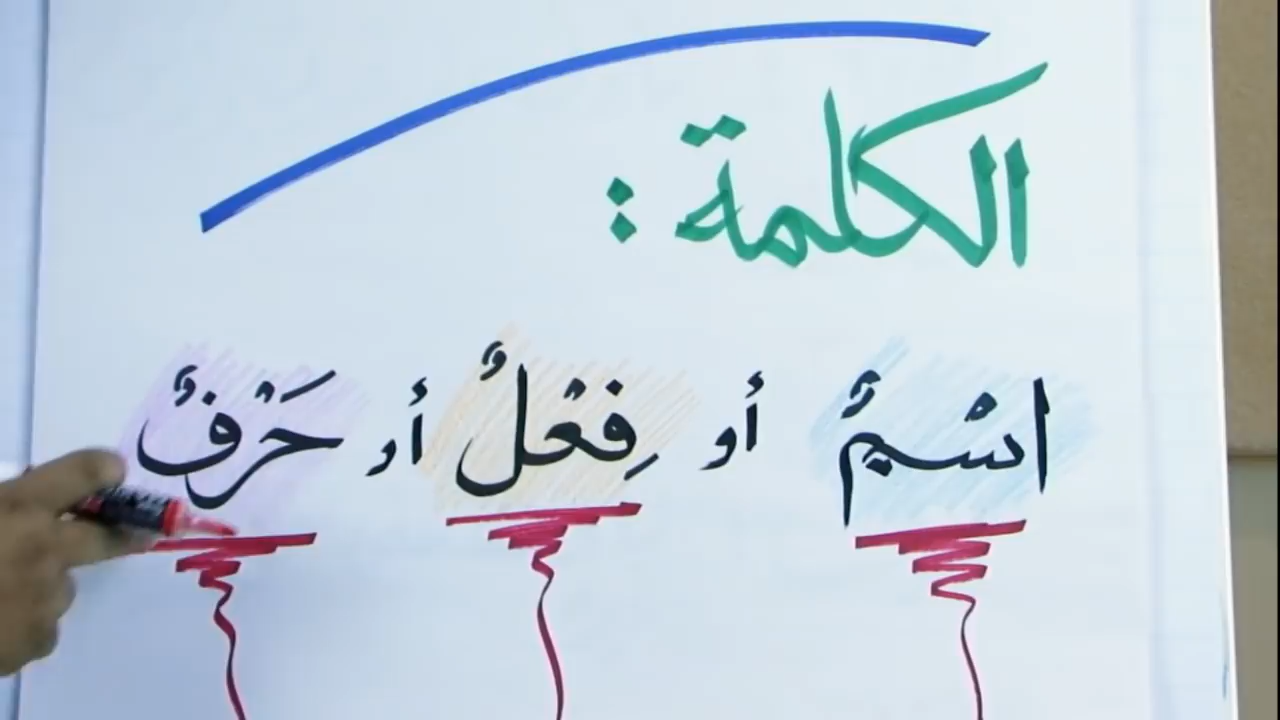 الكلمة :
اسْمٌ أو فِعْلٌ أو حَرْفٌ